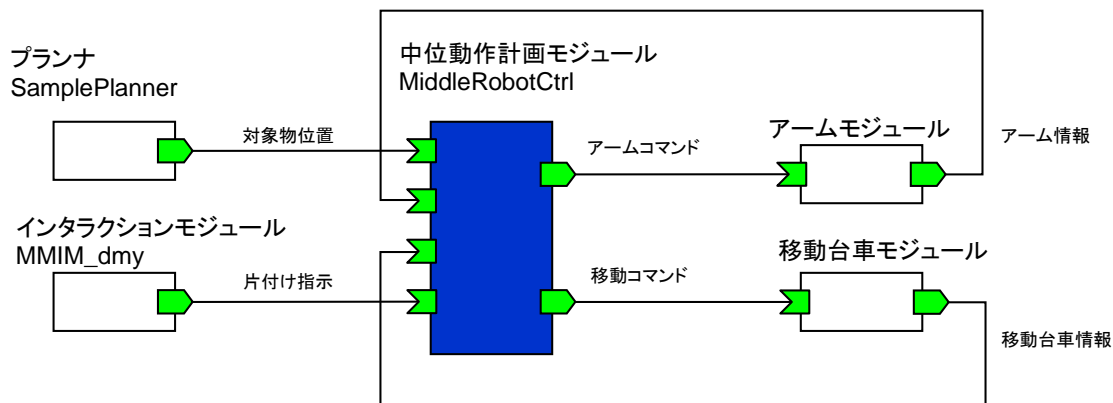 プランナ
SamplePlanner
中位動作計画モジュール
MiddleRobotCtrl
対象物位置
アームコマンド
アームモジュール
アーム情報
インタラクションモジュール
MMIM_dmy
片付け指示
移動コマンド
移動台車モジュール
移動台車情報